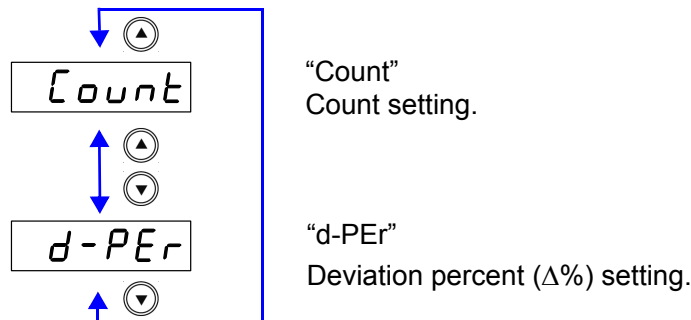 Count
“Count”
Count setting.
d-PEr
“d-PEr”
Deviation percent (∆%) setting.